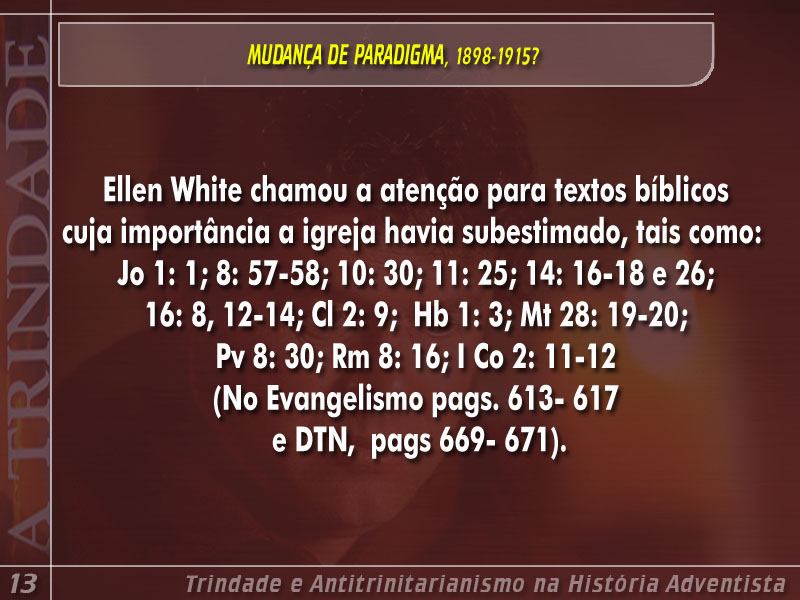 MUDANÇA DE PARADIGMA, 1898-1915?
A TRINDADE
Ellen White chamou a atenção para textos bíblicos
cuja importância a igreja havia subestimado, tais como:
Jo 1: 1; 8: 57-58; 10: 30; 11: 25; 14: 16-18 e 26;
16: 8, 12-14; Cl 2: 9;  Hb 1: 3; Mt 28: 19-20;
Pv 8: 30; Rm 8: 16; I Co 2: 11-12
(No Evangelismo pags. 613- 617
e DTN,  pags 669- 671).
13
Trindade e Antitrinitarianismo na História Adventista